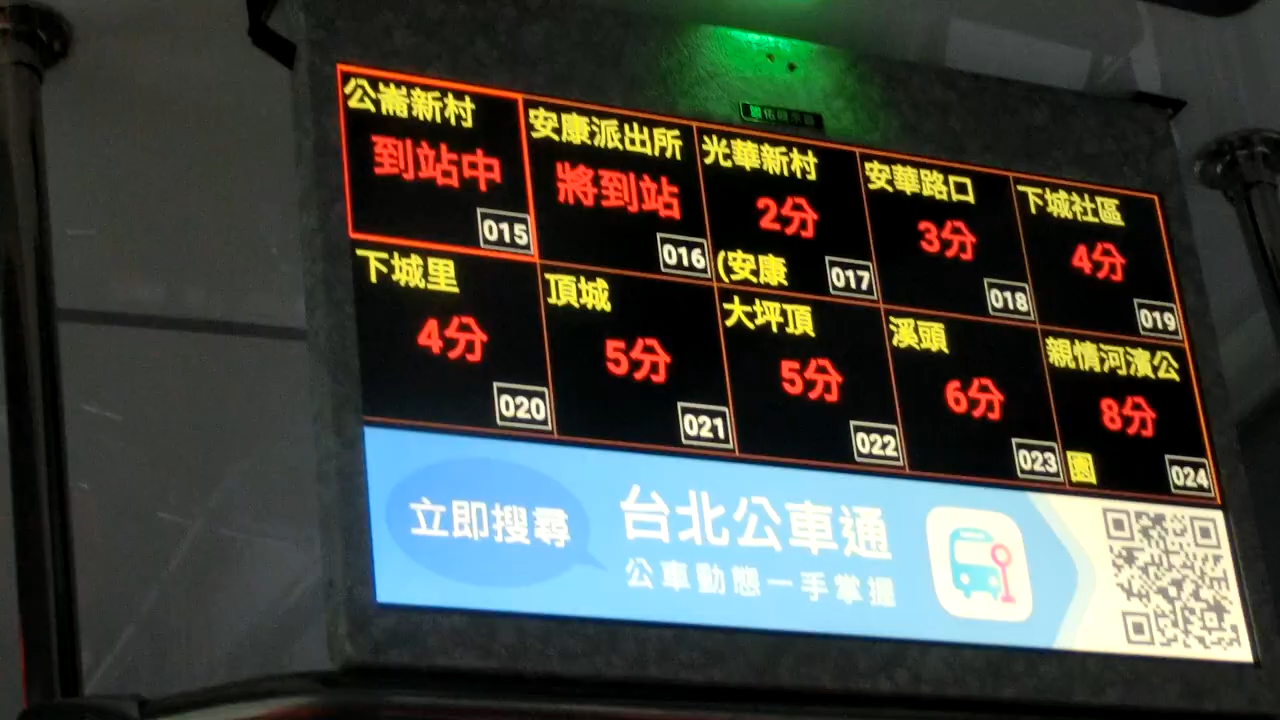 公崙新村
到站中
015
安康派出所
將到站
016
光華新村
2分
(安康
017
安華路口
3分
018
下城社區
4分
019
下城里
4分
020
頂城
5分
021
大坪頂
5分
022
溪頭
6分
023
親情河濱公
8分
園
024
立即搜尋
台北公車通
公車動態一手掌握